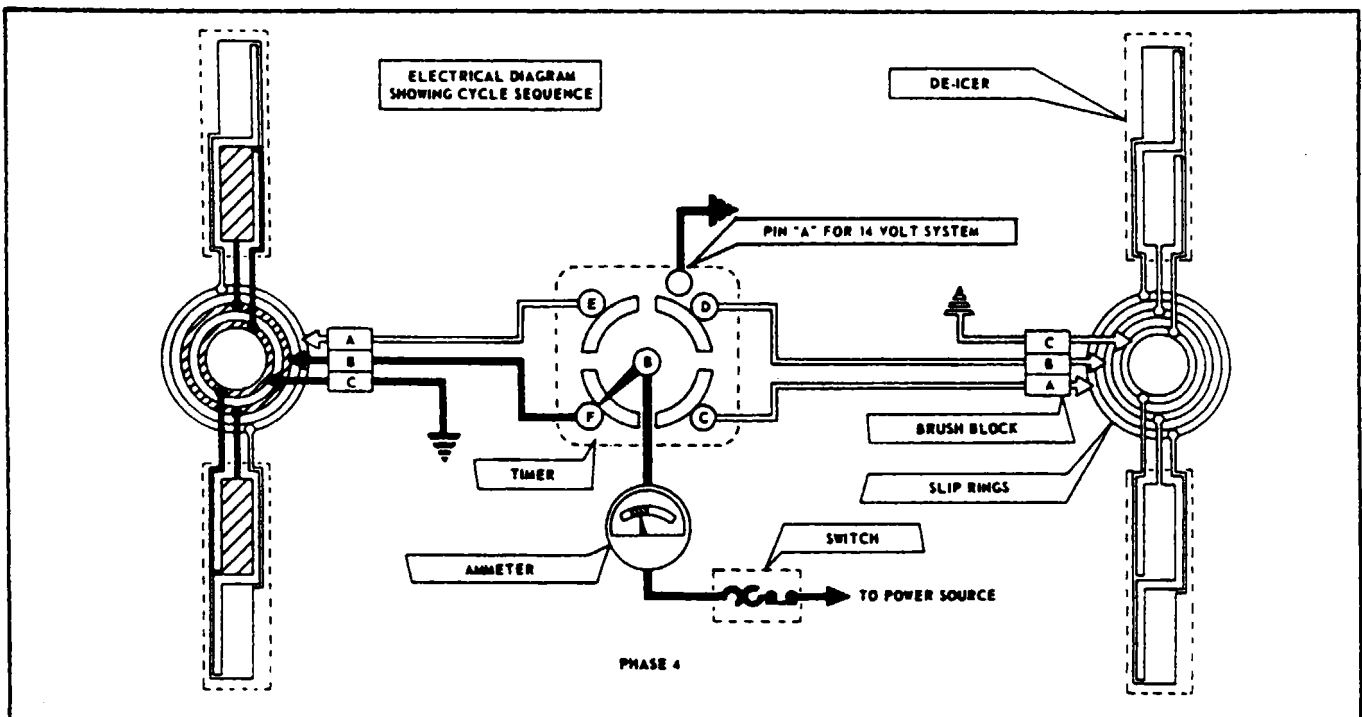 ELECTRICAL DIAGRAM
SHOWING CYCLE SEQUENCE
DE-ICER
PIN "A" FOR 14 VOLT SYSTEM
E
D
A
B
C
B
C
B
A
F
C
BRUSH BLOCK
TIMER
SLIP RINGS
SWITCH
AMMETER
TO POWER SOURCE
PHASE 4